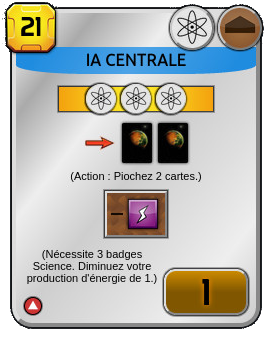 21
IA CENTRALE
(Action : Piochez 2 cartes.)
(Nécessite 3 badges
Science. Diminuez votre
production d'énergie de 1.)
1